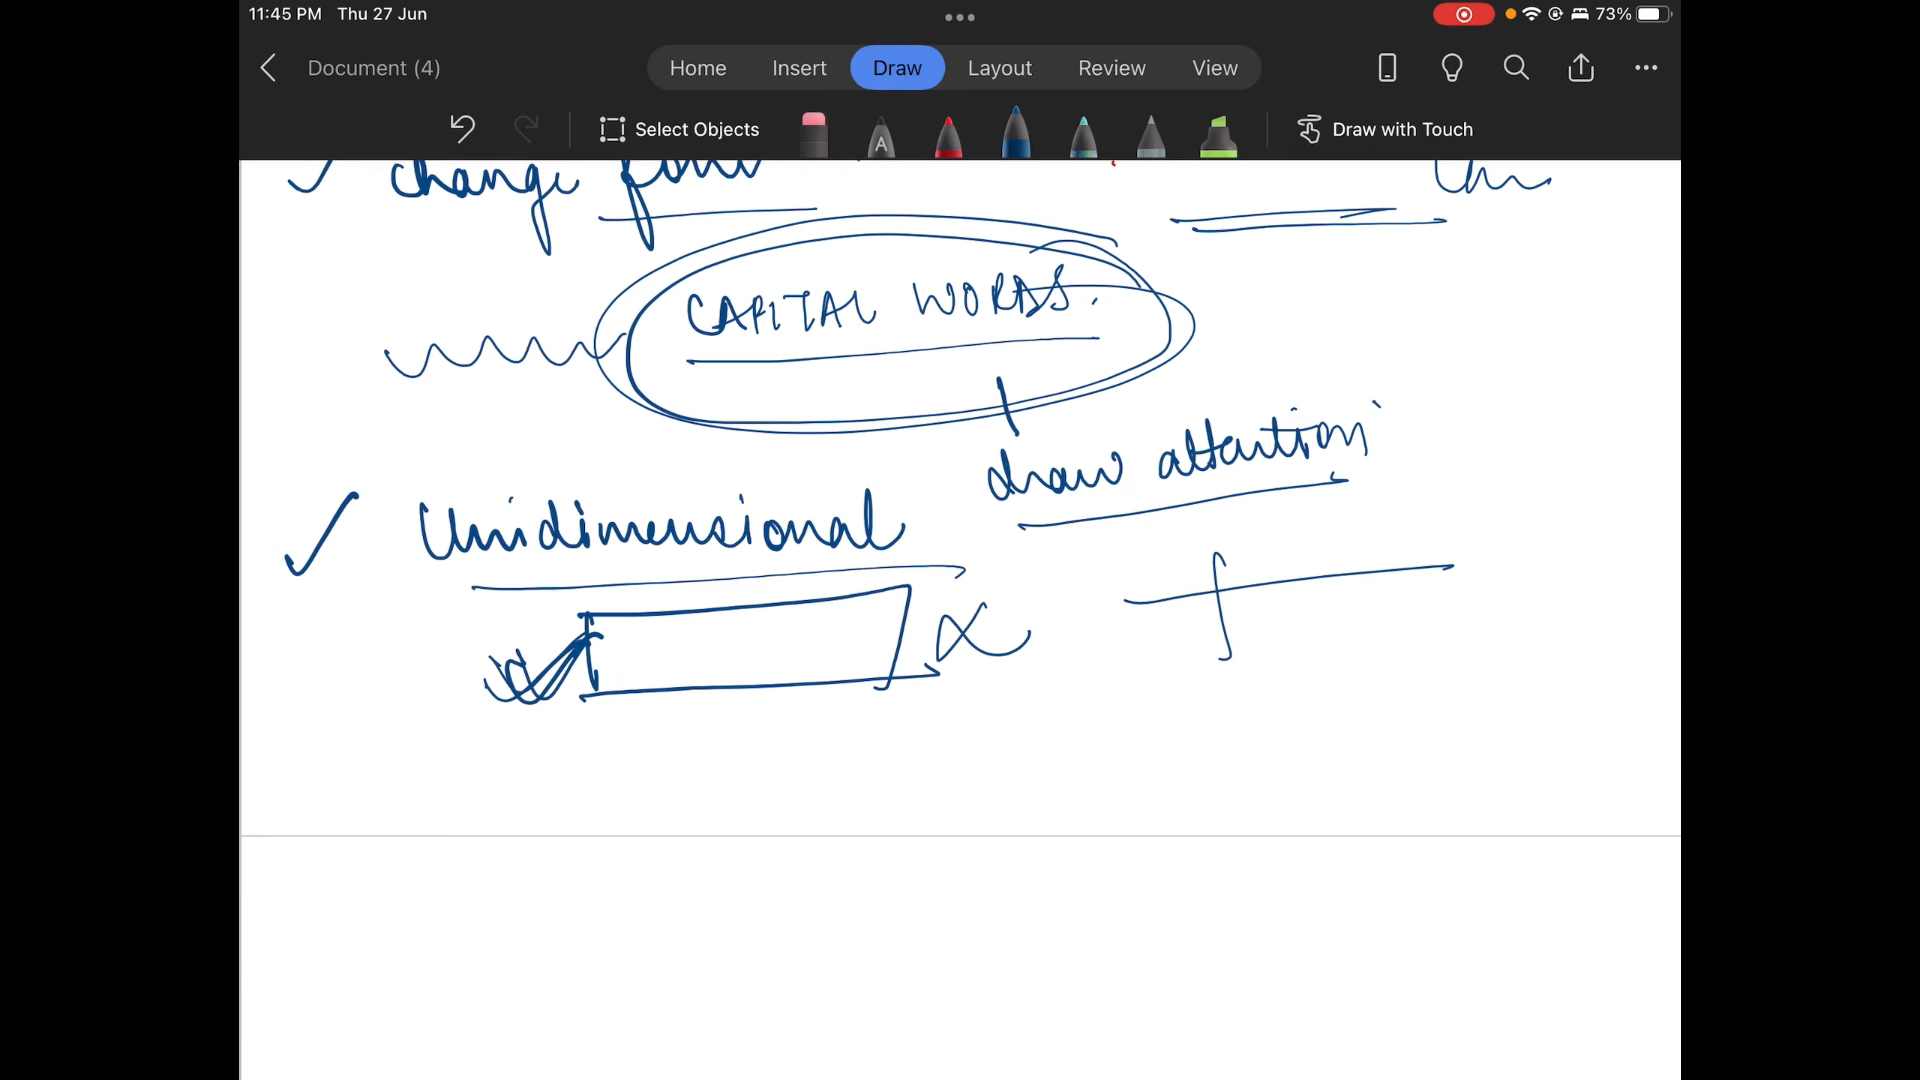 11:45 PM Thu 27 Jun 73%
Document (4) Home Insert Draw Layout Review View
Select Objects A Draw with Touch
change
CAPITAL WORDS.
draw attention
Unidimensional